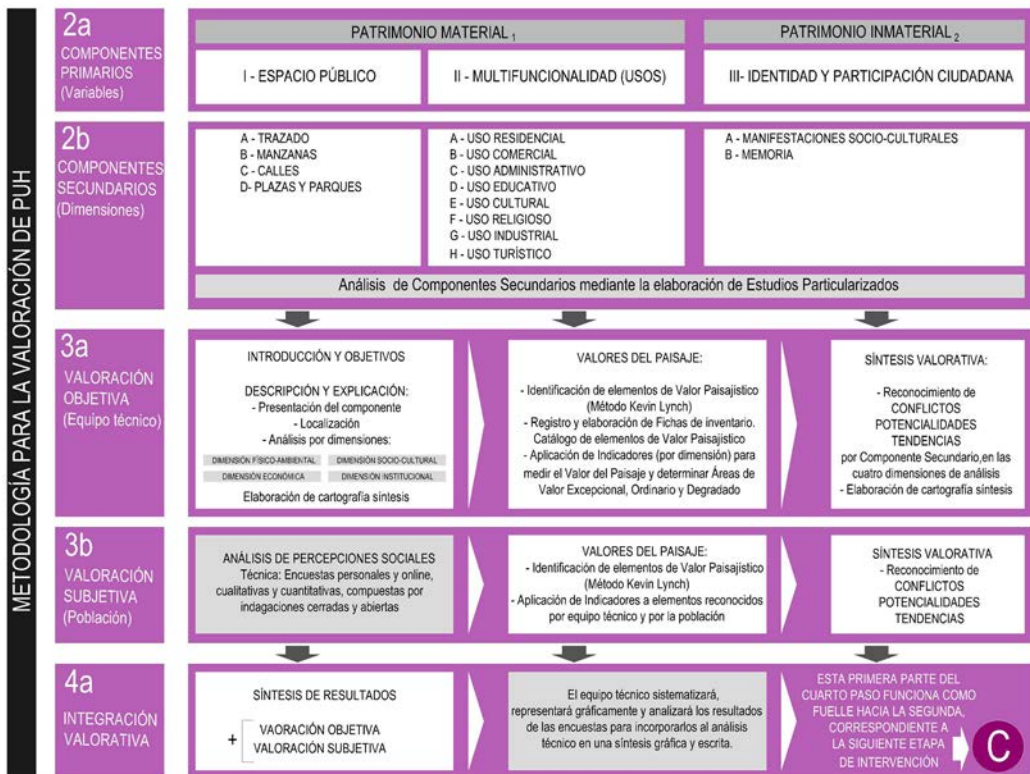 METODOLOGÍA PARA LA VALORACIÓN DE PUH
2a
COMPONENTES
PRIMARIOS
(Variables)
PATRIMONIO MATERIAL 1
PATRIMONIO INMATERIAL 2
I - ESPACIO PÚBLICO
II - MULTIFUNCIONALIDAD (USOS)
III- IDENTIDAD Y PARTICIPACIÓN CIUDADANA
2b
COMPONENTES
SECUNDARIOS
(Dimensiones)
A - TRAZADO
B - MANZANAS
C - CALLES
D- PLAZAS Y PARQUES
A - USO RESIDENCIAL
B - USO COMERCIAL
C - USO ADMINISTRATIVO
D - USO EDUCATIVO
E - USO CULTURAL
F - USO RELIGIOSO
G - USO INDUSTRIAL
H - USO TURÍSTICO
A - MANIFESTACIONES SOCIO-CULTURALES
B - MEMORIA
Análisis de Componentes Secundarios mediante la elaboración de Estudios Particularizados
3a
VALORACIÓN
OBJETIVA
(Equipo técnico)
INTRODUCCIÓN Y OBJETIVOS
DESCRIPCIÓN Y EXPLICACIÓN:
- Presentación del componente
- Localización
- Análisis por dimensiones:
DIMENSIÓN FÍSICO-AMBIENTAL
DIMENSIÓN SOCIO-CULTURAL
DIMENSIÓN ECONÓMICA
DIMENSIÓN INSTITUCIONAL
Elaboración de cartografía síntesis
VALORES DEL PAISAJE:
- Identificación de elementos de Valor Paisajístico
(Método Kevin Lynch)
- Registro y elaboración de Fichas de inventario.
Catálogo de elementos de Valor Paisajístico
- Aplicación de Indicadores (por dimensión) para
medir el Valor del Paisaje y determinar Áreas de
Valor Excepcional, Ordinario y Degradado
SÍNTESIS VALORATIVA:
- Reconocimiento de
CONFLICTOS
POTENCIALIDADES
TENDENCIAS
por Componente Secundario,en las
cuatro dimensiones de análisis
- Elaboración de cartografía síntesis
3b
VALORACIÓN
SUBJETIVA
(Población)
ANÁLISIS DE PERCEPCIONES SOCIALES
Técnica: Encuestas personales y online,
cualitativas y cuantitativas, compuestas por
indagaciones cerradas y abiertas
VALORES DEL PAISAJE:
- Identificación de elementos de Valor Paisajístico
(Método Kevin Lynch)
- Aplicación de Indicadores a elementos reconocidos
por equipo técnico y por la población
SÍNTESIS VALORATIVA
- Reconocimiento de
CONFLICTOS
POTENCIALIDADES
TENDENCIAS
4a
INTEGRACIÓN
VALORATIVA
SÍNTESIS DE RESULTADOS
+
VAORACIÓN OBJETIVA
VALORACIÓN SUBJETIVA
El equipo técnico sistematizará,
representará gráficamente y analizará los resultados
de las encuestas para incorporarlos al análisis
técnico en una síntesis gráfica y escrita.
ESTA PRIMERA PARTE DEL
CUARTO PASO FUNCIONA COMO
FUELLE HACIA LA SEGUNDA,
CORRESPONDIENTE A
LA SIGUIENTE ETAPA
DE INTERVENCIÓN
C